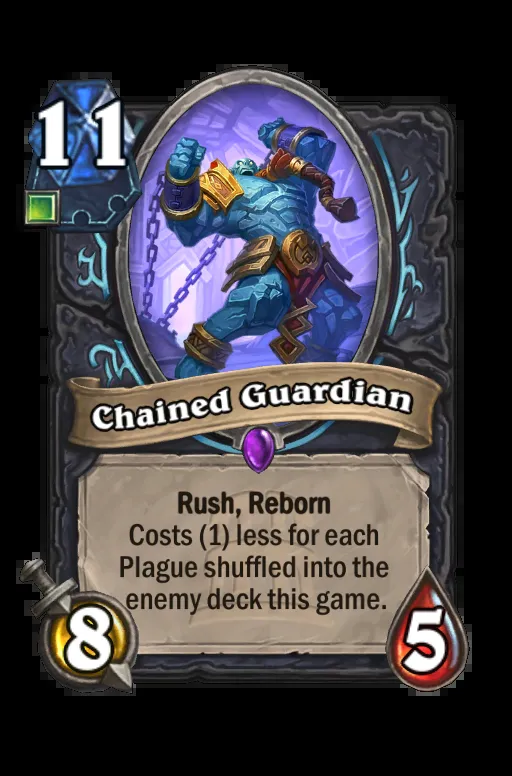 11
Chained Guardian
Rush, Reborn
Costs (1) less for each
Plague shuffled into the
enemy deck this game.
8
5